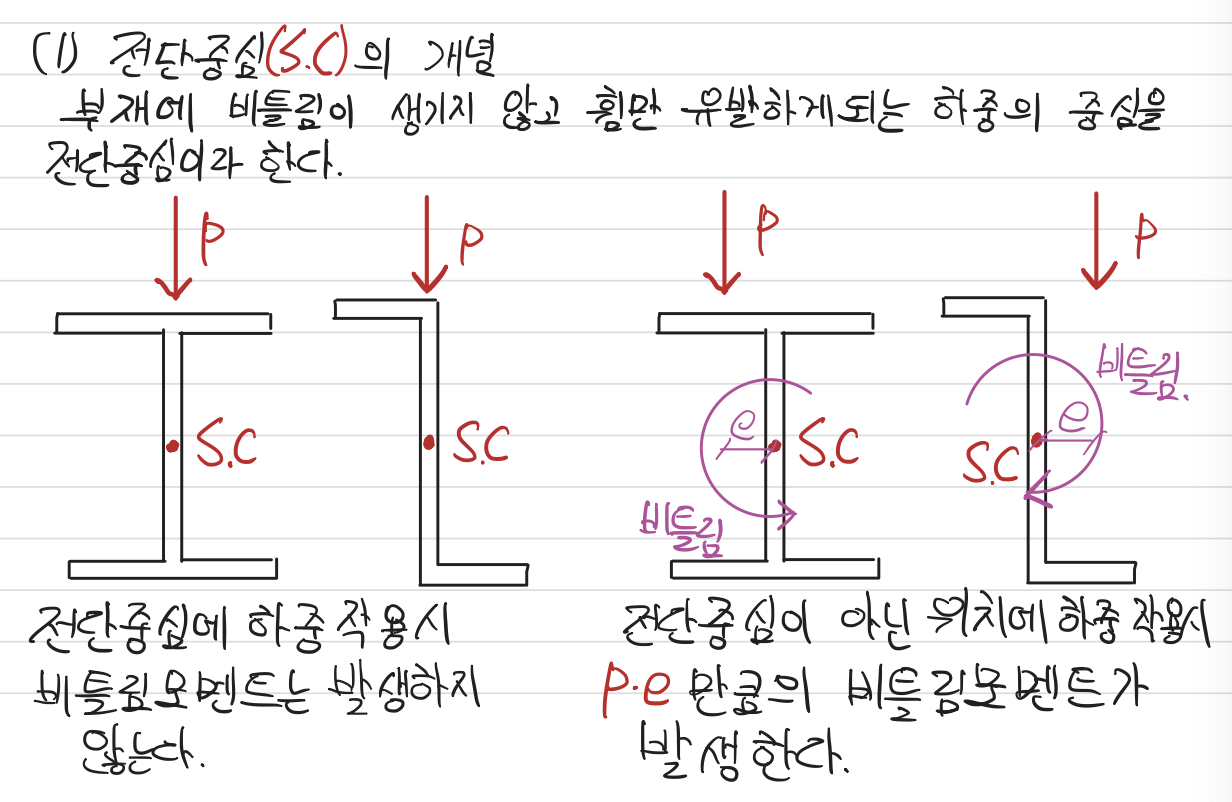 (1) 전단중심(S.C)의 개념
부재에 비틀림이 생기지 않고 휨만 유발하게되는 하중의 중심을
전단중심이라 한다.
P P P P
비틀림.
e e
S.C S.C S.C S.C
비틀림
전단중심에 하중 작용시
비틀림모멘트는 발생하지
않는다.
전단중심이 아닌 위치에 하중 작용시
P·e 만큼의 비틀림모멘트가
발생한다.